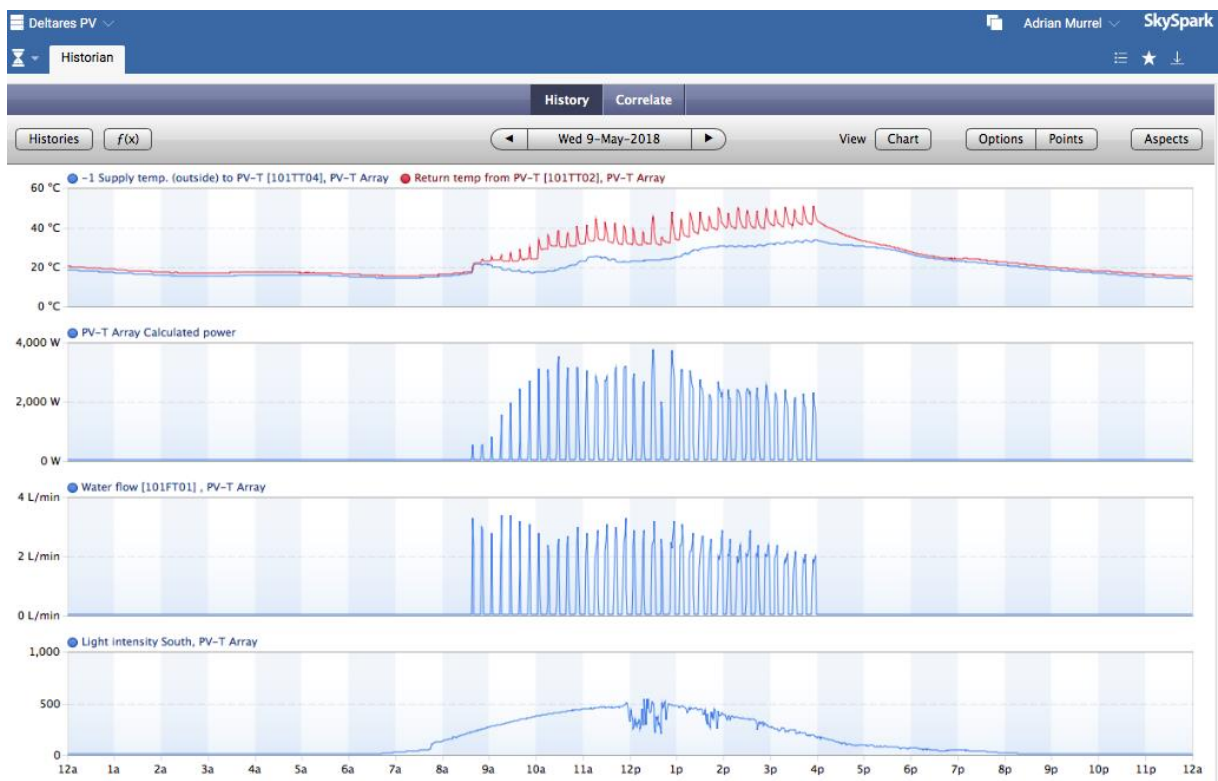 Deltares PV
Adrian Murrel
SkySpark
Historian
History Correlate
Histories f(x) Wed 9-May-2018 View Chart Options Points Aspects
-1 Supply temp. (outside) to PV-T [101TT04], PV-T Array Return temp from PV-T [101TT02], PV-T Array
60 °C
40 °C
20 °C
0 °C
PV-T Array Calculated power
4,000 W
2,000 W
0 W
Water flow [101FT01] , PV-T Array
4 L/min
2 L/min
0 L/min
Light intensity South, PV-T Array
1,000
500
0
12a 1a 2a 3a 4a 5a 6a 7a 8a 9a 10a 11a 12p 1p 2p 3p 4p 5p 6p 7p 8p 9p 10p 11p 12a